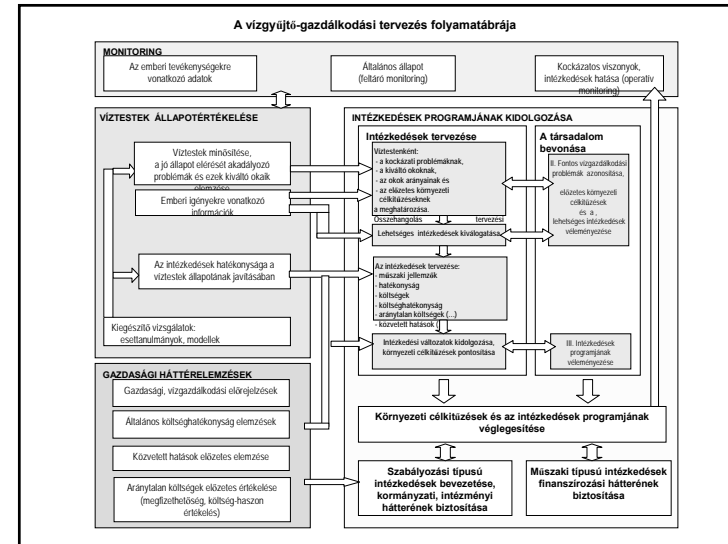 A vízgyűjtő-gazdálkodási tervezés folyamatábrája
MONITORING
Az emberi tevékenységekre
vonatkozó adatok
Általános állapot
(feltáró monitoring)
Kockázatos viszonyok,
intézkedések hatása (operatív
monitoring)
VÍZTESTEK ÁLLAPOTÉRTÉKELÉSE
Víztestek minősítése,
a jó állapot elérését akadályozó
problémák és ezek kiváltó okaik
elemzése
Emberi igényekre vonatkozó
információk
Az intézkedések hatékonysága a
víztestek állapotának javításában
Kiegészítő vizsgálatok:
esettanulmányok, modellek
GAZDASÁGI HÁTTÉRELEMZÉSEK
Gazdasági, vízgazdálkodási előrejelzések
Általános költséghatékonyság elemzések
Közvetett hatások előzetes elemzése
Aránytalan költségek előzetes értékelése
(megfizethetőség, költség-haszon
értékelés)
INTÉZKEDÉSEK PROGRAMJÁNAK KIDOLGOZÁSA
Intézkedések tervezése
Víztestenként:
- a kockázati problémáknak,
- a kiváltó okoknak,
- az okok arányainak és
- az előzetes környezeti
célkitűzéseknek
a meghatározása.
Összehangolás tervezési
Lehetséges intézkedések kiválogatása
Az intézkedések tervezése:
- műszaki jellemzők
- hatékonyság
- költségek
- költséghatékonyság
- aránytalan költségek (...)
- közvetett hatások (
Intézkedési változatok kidolgozása,
környezeti célkitűzések pontosítása
A társadalom
bevonása
II. Fontos vízgazdálkodási
problémák azonosítása,
előzetes környezeti
célkitűzések
és a ,
lehetséges intézkedések
véleményezése
III. Intézkedések
programjának
véleményezése
Környezeti célkitűzések és az intézkedések programjának
véglegesítése
Szabályozási típusú
intézkedések bevezetése,
kormányzati, intézményi
hátterének biztosítása
Műszaki típusú intézkedések
finanszírozási hátterének
biztosítása